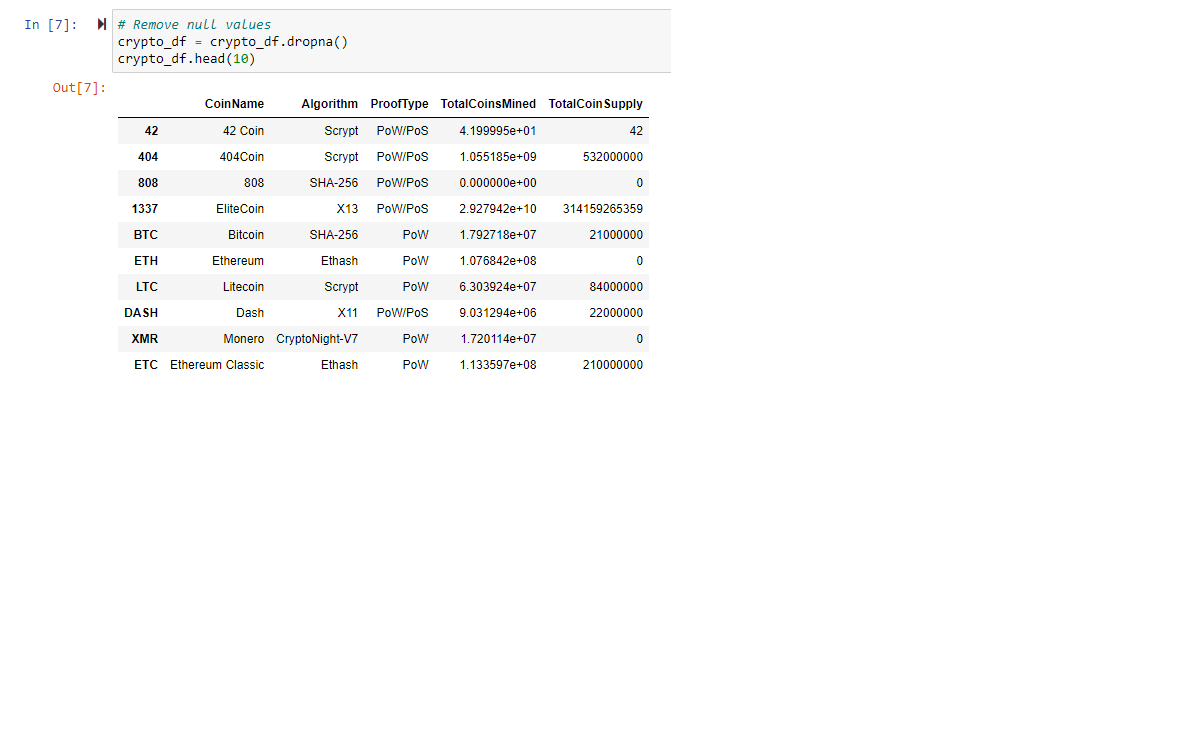 In [7]: # Remove null values
crypto_df = crypto_df.dropna()
crypto_df.head(10)
Out[7]:
CoinName Algorithm ProofType TotalCoinsMined TotalCoinSupply
42 42 Coin Scrypt PoW/PoS 4.199995e+01 42
404 404Coin Scrypt PoW/PoS 1.055185e+09 532000000
808 808 SHA-256 PoW/PoS 0.000000e+00 0
1337 EliteCoin X13 PoW/PoS 2.927942e+10 314159265359
BTC Bitcoin SHA-256 PoW 1.792718e+07 21000000
ETH Ethereum Ethash PoW 1.076842e+08 0
LTC Litecoin Scrypt PoW 6.303924e+07 84000000
DASH Dash X11 PoW/PoS 9.031294e+06 22000000
XMR Monero CryptoNight-V7 PoW 1.720114e+07 0
ETC Ethereum Classic Ethash PoW 1.133597e+08 210000000